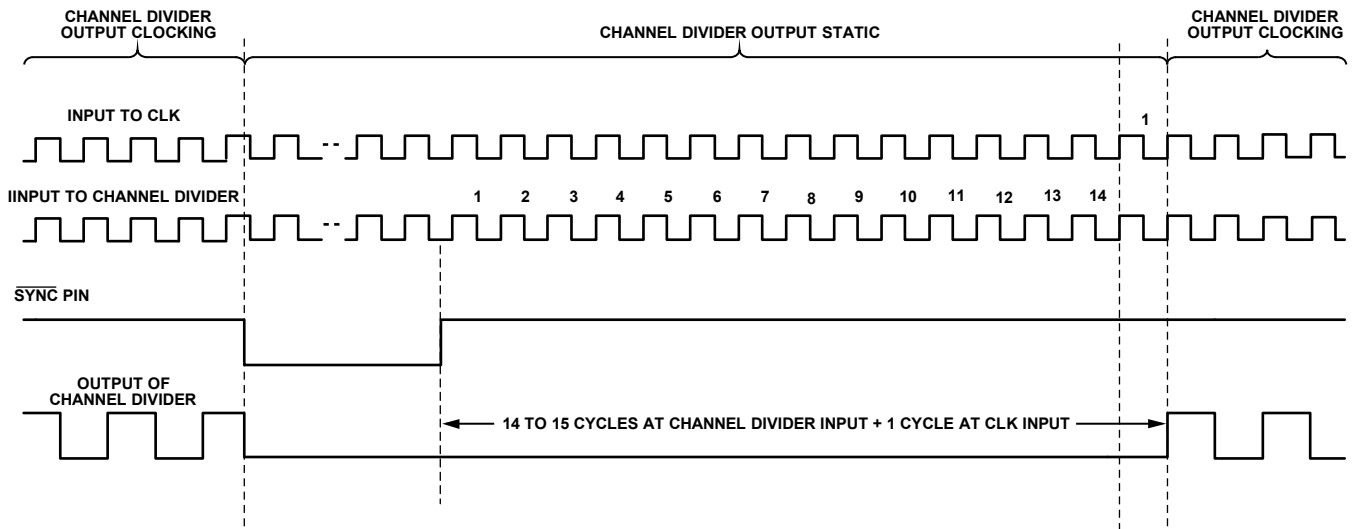 CHANNEL DIVIDER
OUTPUT CLOCKING
CHANNEL DIVIDER OUTPUT STATIC
CHANNEL DIVIDER
OUTPUT CLOCKING
INPUT TO CLK
1
IINPUT TO CHANNEL DIVIDER
1 2 3 4 5 6 7 8 9 10 11 12 13 14
SYNC PIN
OUTPUT OF
CHANNEL DIVIDER
14 TO 15 CYCLES AT CHANNEL DIVIDER INPUT + 1 CYCLE AT CLK INPUT